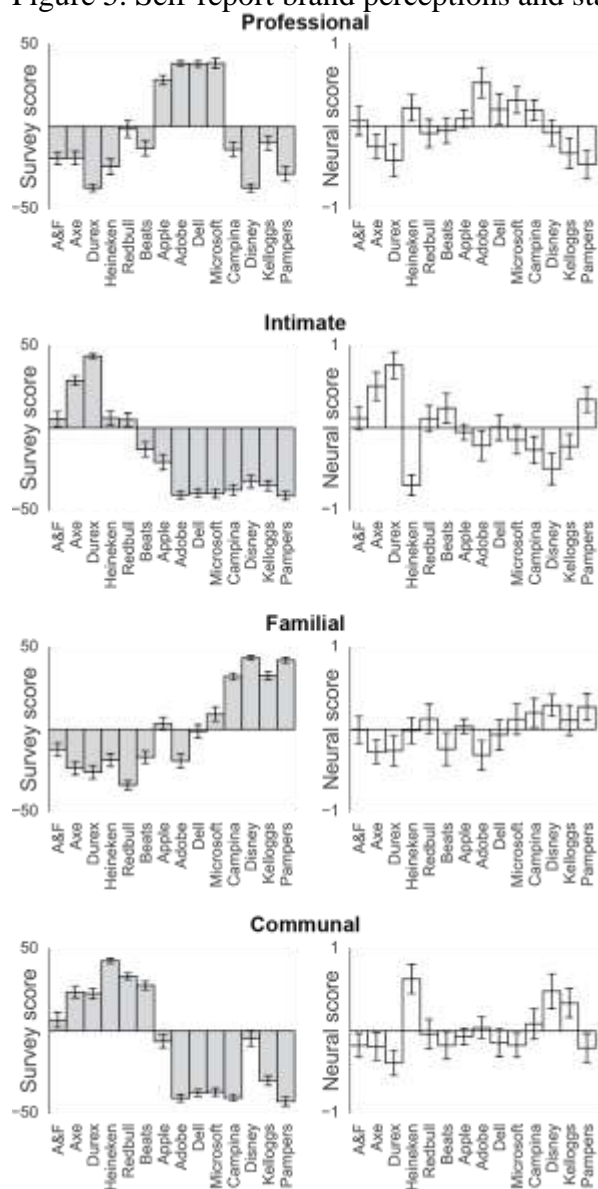 Figure 3. Self-report brand perceptions and sta
Professional
50
Survey score
−50
A&F
Axe
Durex
Heineken
Redbull
Beats
Apple
Adobe
Dell
Microsoft
Campina
Disney
Kelloggs
Pampers
1
Neural score
−1
A&F
Axe
Durex
Heineken
Redbull
Beats
Apple
Adobe
Dell
Microsoft
Campina
Disney
Kelloggs
Pampers
Intimate
50
Survey score
−50
A&F
Axe
Durex
Heineken
Redbull
Beats
Apple
Adobe
Dell
Microsoft
Campina
Disney
Kelloggs
Pampers
1
Neural score
−1
A&F
Axe
Durex
Heineken
Redbull
Beats
Apple
Adobe
Dell
Microsoft
Campina
Disney
Kelloggs
Pampers
Familial
50
Survey score
−50
A&F
Axe
Durex
Heineken
Redbull
Beats
Apple
Adobe
Dell
Microsoft
Campina
Disney
Kelloggs
Pampers
1
Neural score
−1
A&F
Axe
Durex
Heineken
Redbull
Beats
Apple
Adobe
Dell
Microsoft
Campina
Disney
Kelloggs
Pampers
Communal
50
Survey score
−50
A&F
Axe
Durex
Heineken
Redbull
Beats
Apple
Adobe
Dell
Microsoft
Campina
Disney
Kelloggs
Pampers
1
Neural score
−1
A&F
Axe
Durex
Heineken
Redbull
Beats
Apple
Adobe
Dell
Microsoft
Campina
Disney
Kelloggs
Pampers